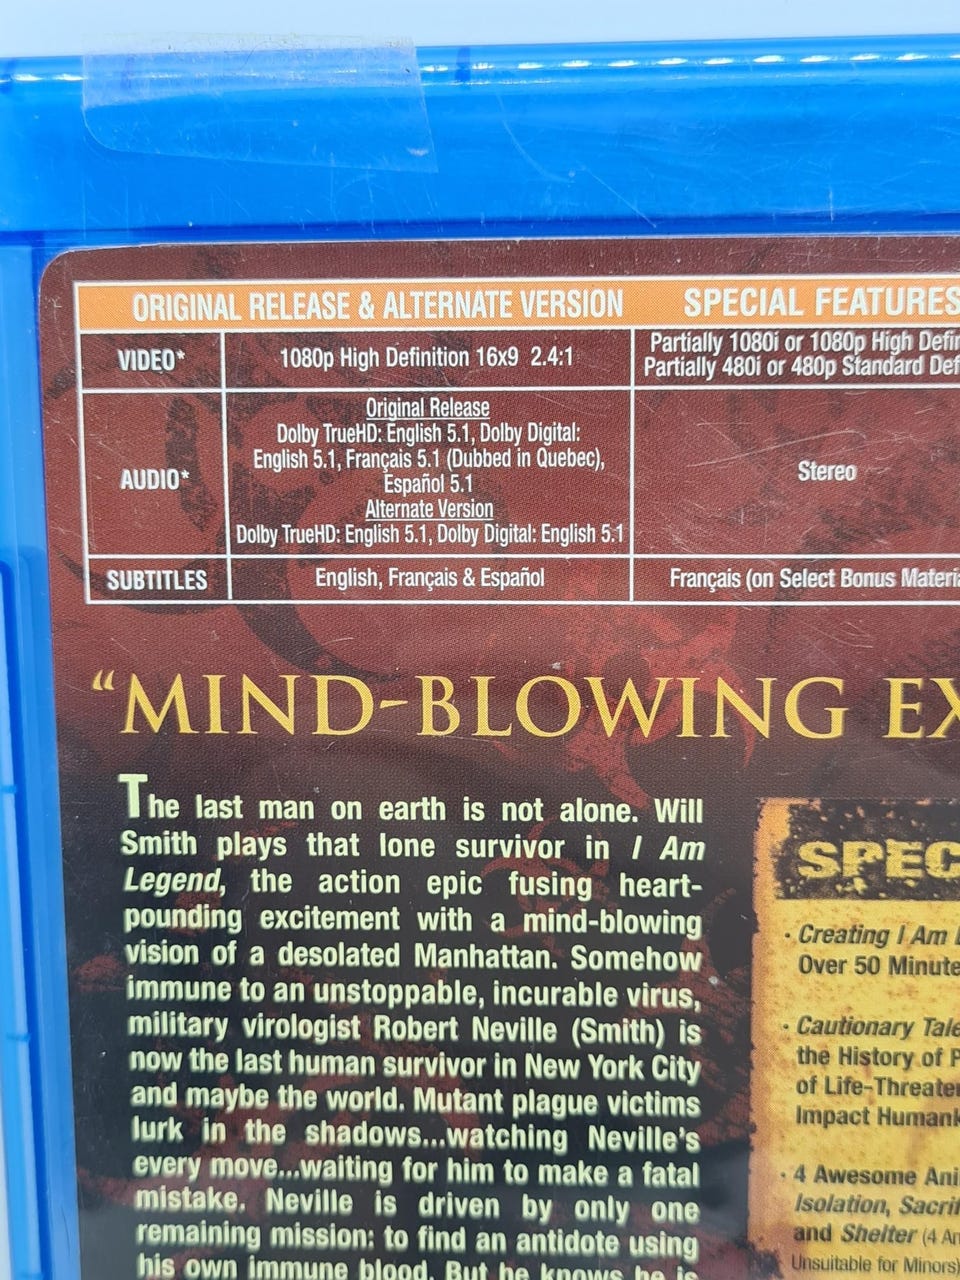 ORIGINAL RELEASE & ALTERNATE VERSION SPECIAL FEATURES
VIDEO* 1080p High Definition 16x9 2.4:1
Partially 1080i or 1080p High
Partially 480i or 480p Standard
AUDIO*
Original Release
Dolby TrueHD: English 5.1, Dolby Digital:
English 5.1, Français 5.1 (Dubbed in Quebec),
Español 5.1
Alternate Version
Dolby TrueHD: English 5.1, Dolby Digital: English 5.1
Stereo
SUBTITLES English, Français & Español Français (on Select Bonus
"MIND-BLOWING
The last man on earth is not alone. Will
Smith plays that lone survivor in I Am
Legend, the action epic fusing heart-
pounding excitement with a mind-blowing
vision of a desolated Manhattan. Somehow
immune to an unstoppable, incurable virus,
military virologist Robert Neville (Smith) is
now the last human survivor in New York City
and maybe the world. Mutant plague victims
lurk in the shadows...watching Neville's
every move...waiting for him to make a fatal
mistake. Neville is driven by only one
remaining mission: to find an antidote using
his own immune blood. But he knows he is
SPEC
· Creating I Am
Over 50 Minute
· Cautionary Tale
the History of
of Life-Threaten
Impact Humank
· 4 Awesome Ani
Isolation, Sacrif
and Shelter (4 An
Unsuitable for Minors)